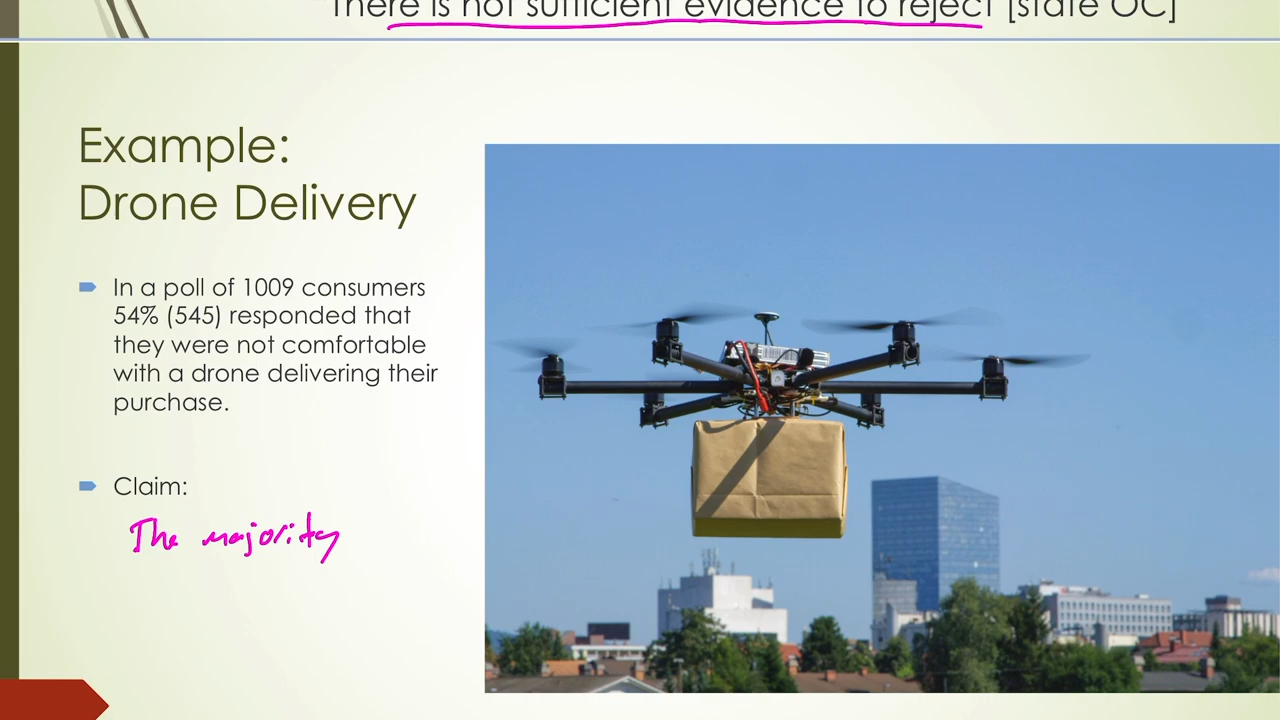 "There is not sufficient evidence to reject [state OC]
Example:
Drone Delivery
In a poll of 1009 consumers
54% (545) responded that
they were not comfortable
with a drone delivering their
purchase.
Claim:
The majority